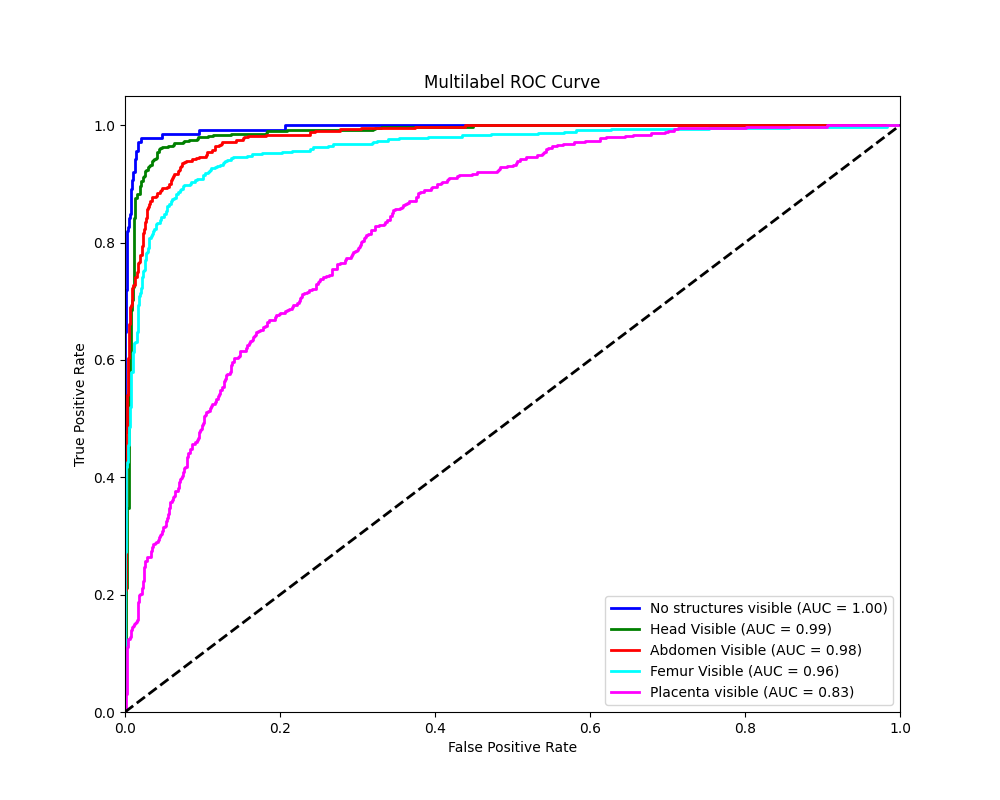 Multilabel ROC Curve
True Positive Rate
1.0
0.8
0.6
0.4
0.2
0.0
0.0 0.2 0.4 0.6 0.8 1.0
False Positive Rate
No structures visible (AUC = 1.00)
Head Visible (AUC = 0.99)
Abdomen Visible (AUC = 0.98)
Femur Visible (AUC = 0.96)
Placenta visible (AUC = 0.83)